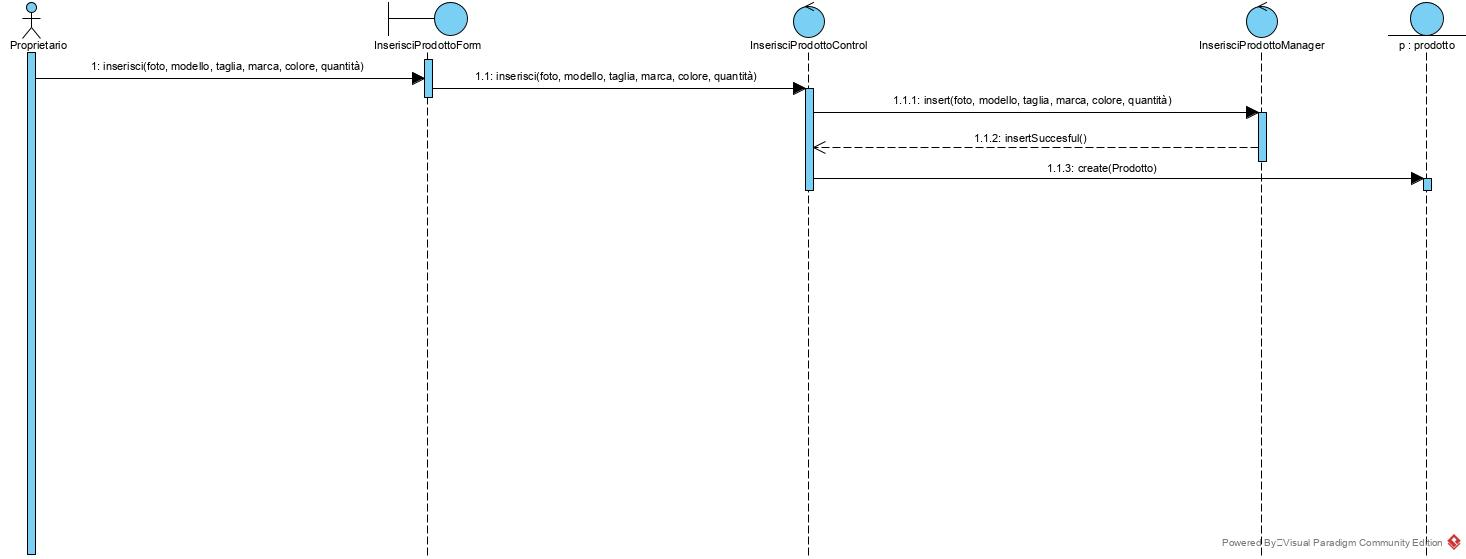 Proprietario
InserisciProdottoForm
InserisciProdottoControl
InserisciProdottoManager
p : prodotto
1: inserisci(foto, modello, taglia, marca, colore, quantità)
1.1: inserisci(foto, modello, taglia, marca, colore, quantità)
1.1.1: insert(foto, modello, taglia, marca, colore, quantità)
1.1.2: insertSuccesful()
1.1.3: create(Prodotto)
Powered By Visual Paradigm Community Edition